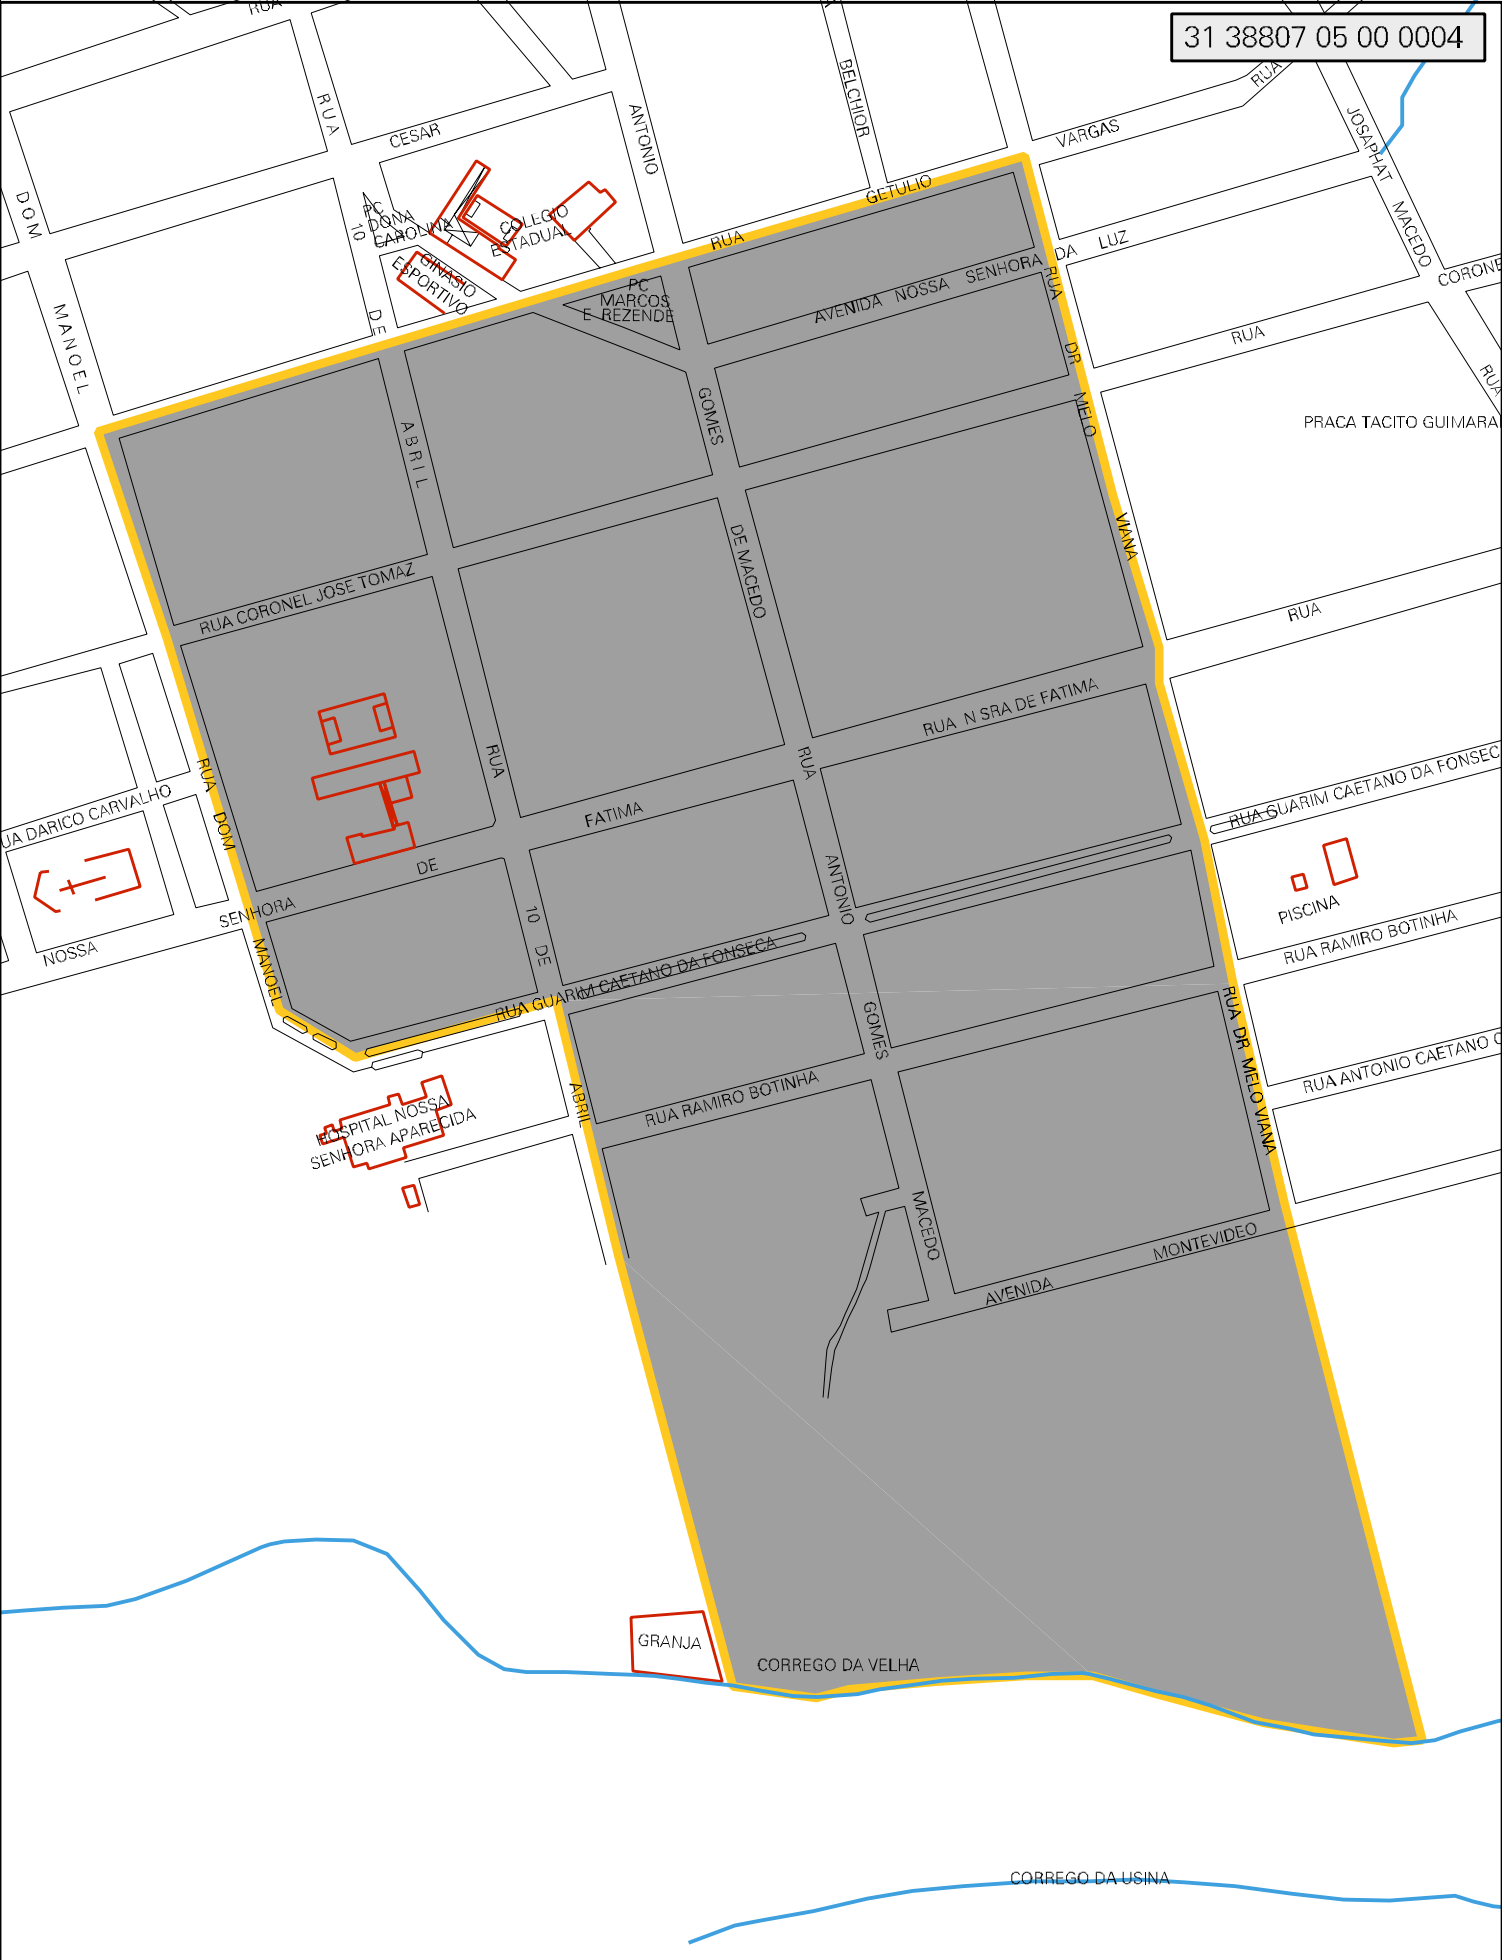 31 38807 05 00 0004
RUA
RUA
CESAR
ANTONIO
BELCHIOR
VARGAS
RUA
JOSAPHAT
MACEDO
DOM
MANOEL
PC
DONA
CAROLINA
10
DE
COLEGIO
ESTADUAL
GINASIO
ESPORTIVO
RUA
GETULIO
PC
MARCOS
E REZENDE
AVENIDA NOSSA SENHORA
DA LUZ
CORONE
RUA
RUA
RUA
DR
MELO
VIANA
PRACA TACITO GUIMARA
ABRIL
GOMES
DE MACEDO
RUA CORONEL JOSE TOMAZ
RUA
RUA N SRA DE FATIMA
RUA
RUA
RUA
DOM
MANOEL
UA DARICO CARVALHO
FATIMA
DE
SENHORA
NOSSA
RUA GUARIM CAETANO DA FONSEC
PISCINA
RUA RAMIRO BOTINHA
ANTONIO
10 DE
ABRIL
RUA GUARIM CAETANO DA FONSECA
GOMES
RUA DR MELO VIANA
RUA ANTONIO CAETANO
RUA RAMIRO BOTINHA
HOSPITAL NOSSA
SENHORA APARECIDA
MACEDO
AVENIDA
MONTEVIDEO
GRANJA
CORREGO DA VELHA
CORREGO DA USINA